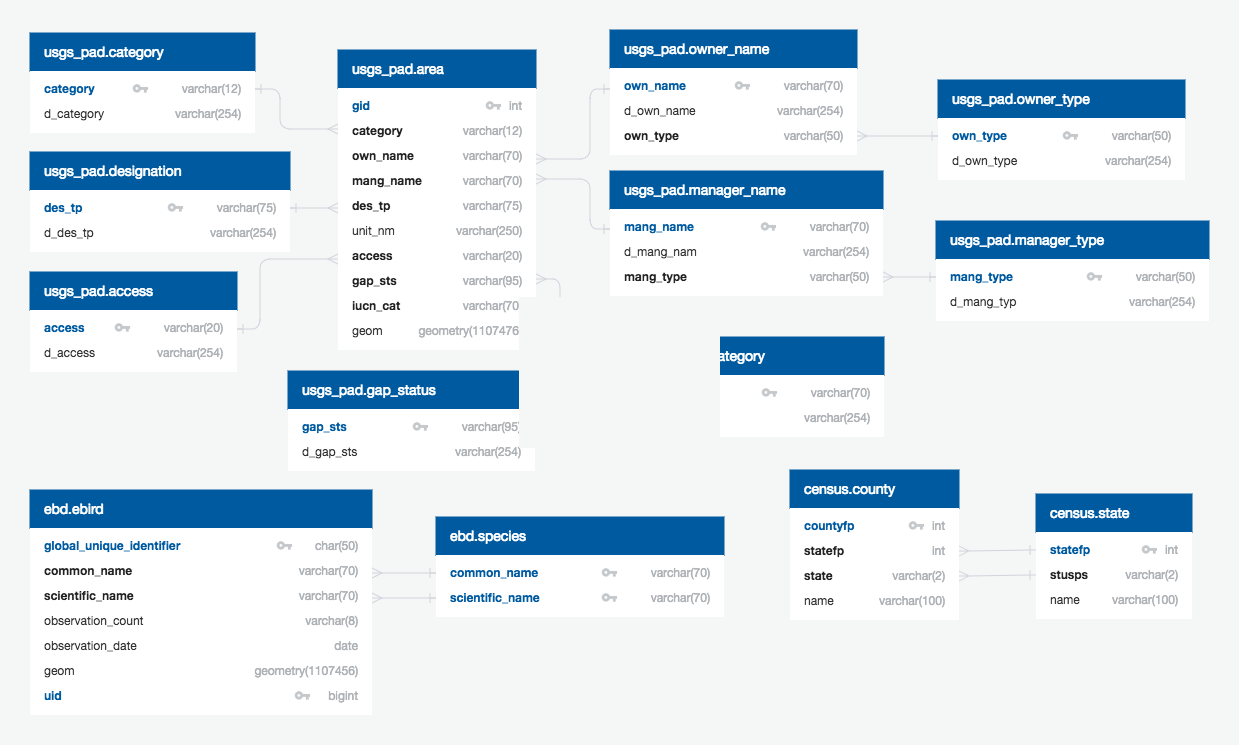 usgs_pad.category
category varchar(12)
d_category varchar(254)
usgs_pad.designation
des_tp varchar(75)
d_des_tp varchar(254)
usgs_pad.access
access varchar(20)
d_access varchar(254)
usgs_pad.area
gid int
category varchar(12)
own_name varchar(70)
mang_name varchar(70)
des_tp varchar(75)
unit_nm varchar(250)
access varchar(20)
gap_sts varchar(95)
iucn_cat varchar(70
geom geometry(1107476
usgs_pad.gap_status
gap_sts varchar(95)
d_gap_sts varchar(254)
usgs_pad.owner_name
own_name varchar(70)
d_own_name varchar(254)
own_type varchar(50)
usgs_pad.owner_type
own_type varchar(50)
d_own_type varchar(254)
usgs_pad.manager_name
mang_name varchar(70)
d_mang_nam varchar(254)
mang_type varchar(50)
usgs_pad.manager_type
mang_type varchar(50)
d_mang_typ varchar(254)
ategory
varchar(70)
varchar(254)
ebd.ebird
global_unique_identifier char(50)
common_name varchar(70)
scientific_name varchar(70)
observation_count varchar(8)
observation_date date
geom geometry(1107456)
uid bigint
ebd.species
common_name varchar(70)
scientific_name varchar(70)
census.county
countyfp int
statefp int
state varchar(2)
name varchar(100)
census.state
statefp int
stusps varchar(2)
name varchar(100)